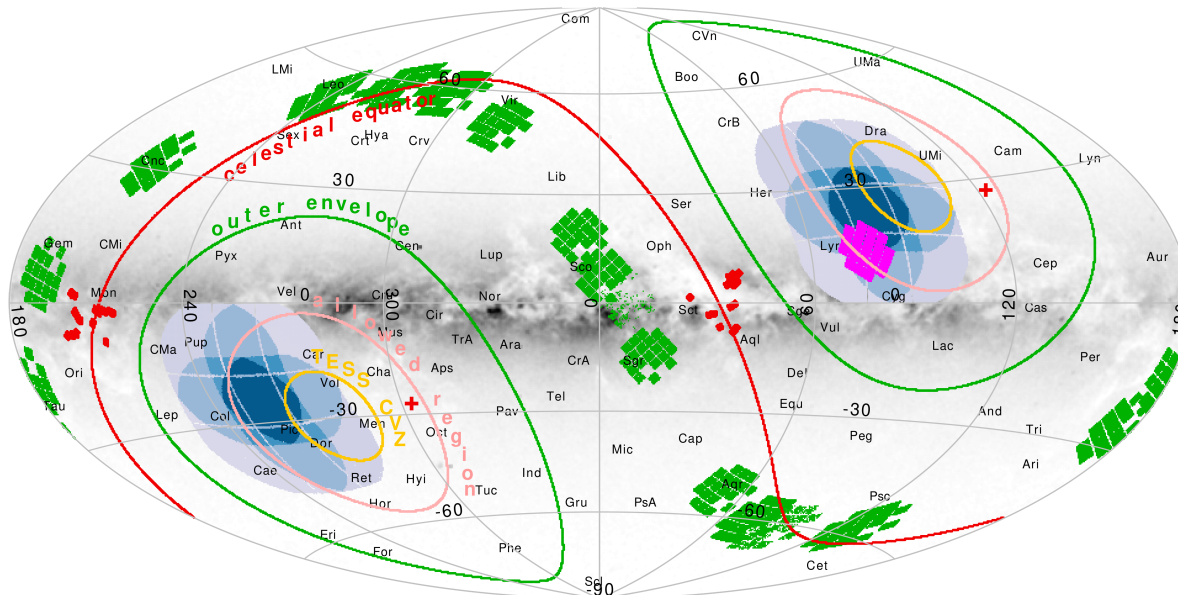 Com
CVn
LMi
Leo
60
Boo
60
UMa
Vir
celestial equator
CrB
Dra
Sex
Crt
Hya
Crv
UMi
Cam
Lyn
Cnc
Lib
30
Her
30
Ser
outer envelope
Ant
Gem
CMi
Cen
Pyx
Lup
Oph
Lyr
Cep
Aur
Sco
Mon
240
Vel
0
Cru
300
Nor
0
Sct
60
Sge
Cyg
0
120
Cas
180
180
allowed region
Cir
Mus
Vul
Pup
CMa
TrA
Ara
Aql
Lac
Car
CrA
Sgr
Per
TESS CVZ
Ori
Cha
Aps
Del
Vol
Tau
Tel
Equ
Lep
Col
-30
Pav
-30
And
Men
Pic
Oct
Dor
Mic
Cap
Peg
Tri
Cae
Ret
Hyi
Ind
Ari
Tuc
Aqr
Hor
Gru
PsA
Psc
-60
-60
Eri
For
Phe
Cet
Scl
-90